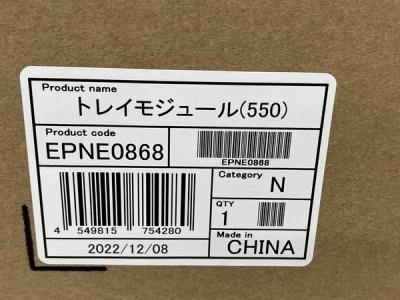 Product name
トレイモジュール(550)
Product code
EPNE0868
EPNE0868
Category
N
4 549815 754280
QTY
1
2022/12/08
Made in
CHINA